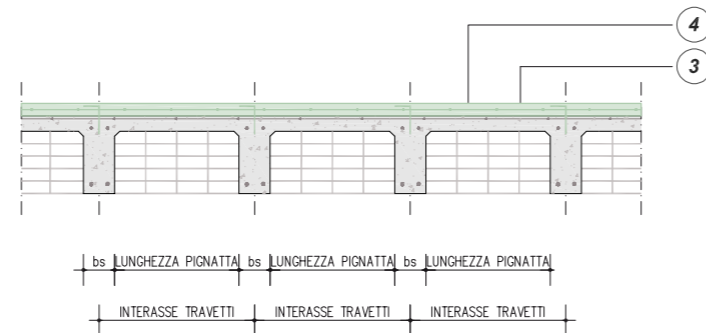 4
3
bs LUNGHEZZA PIGNATTA bs LUNGHEZZA PIGNATTA bs LUNGHEZZA PIGNATTA
INTERASSE TRAVETTI INTERASSE TRAVETTI INTERASSE TRAVETTI